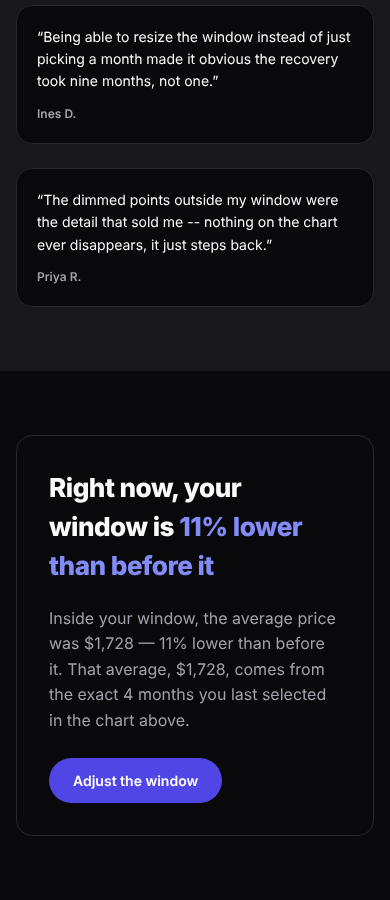 “Being able to resize the window instead of just
picking a month made it obvious the recovery
took nine months, not one.”
Ines D.
“The dimmed points outside my window were
the detail that sold me -- nothing on the chart
ever disappears, it just steps back.”
Priya R.
Right now, your
window is 11% lower
than before it
Inside your window, the average price
was $1,728 — 11% lower than before
it. That average, $1,728, comes from
the exact 4 months you last selected
in the chart above.
Adjust the window